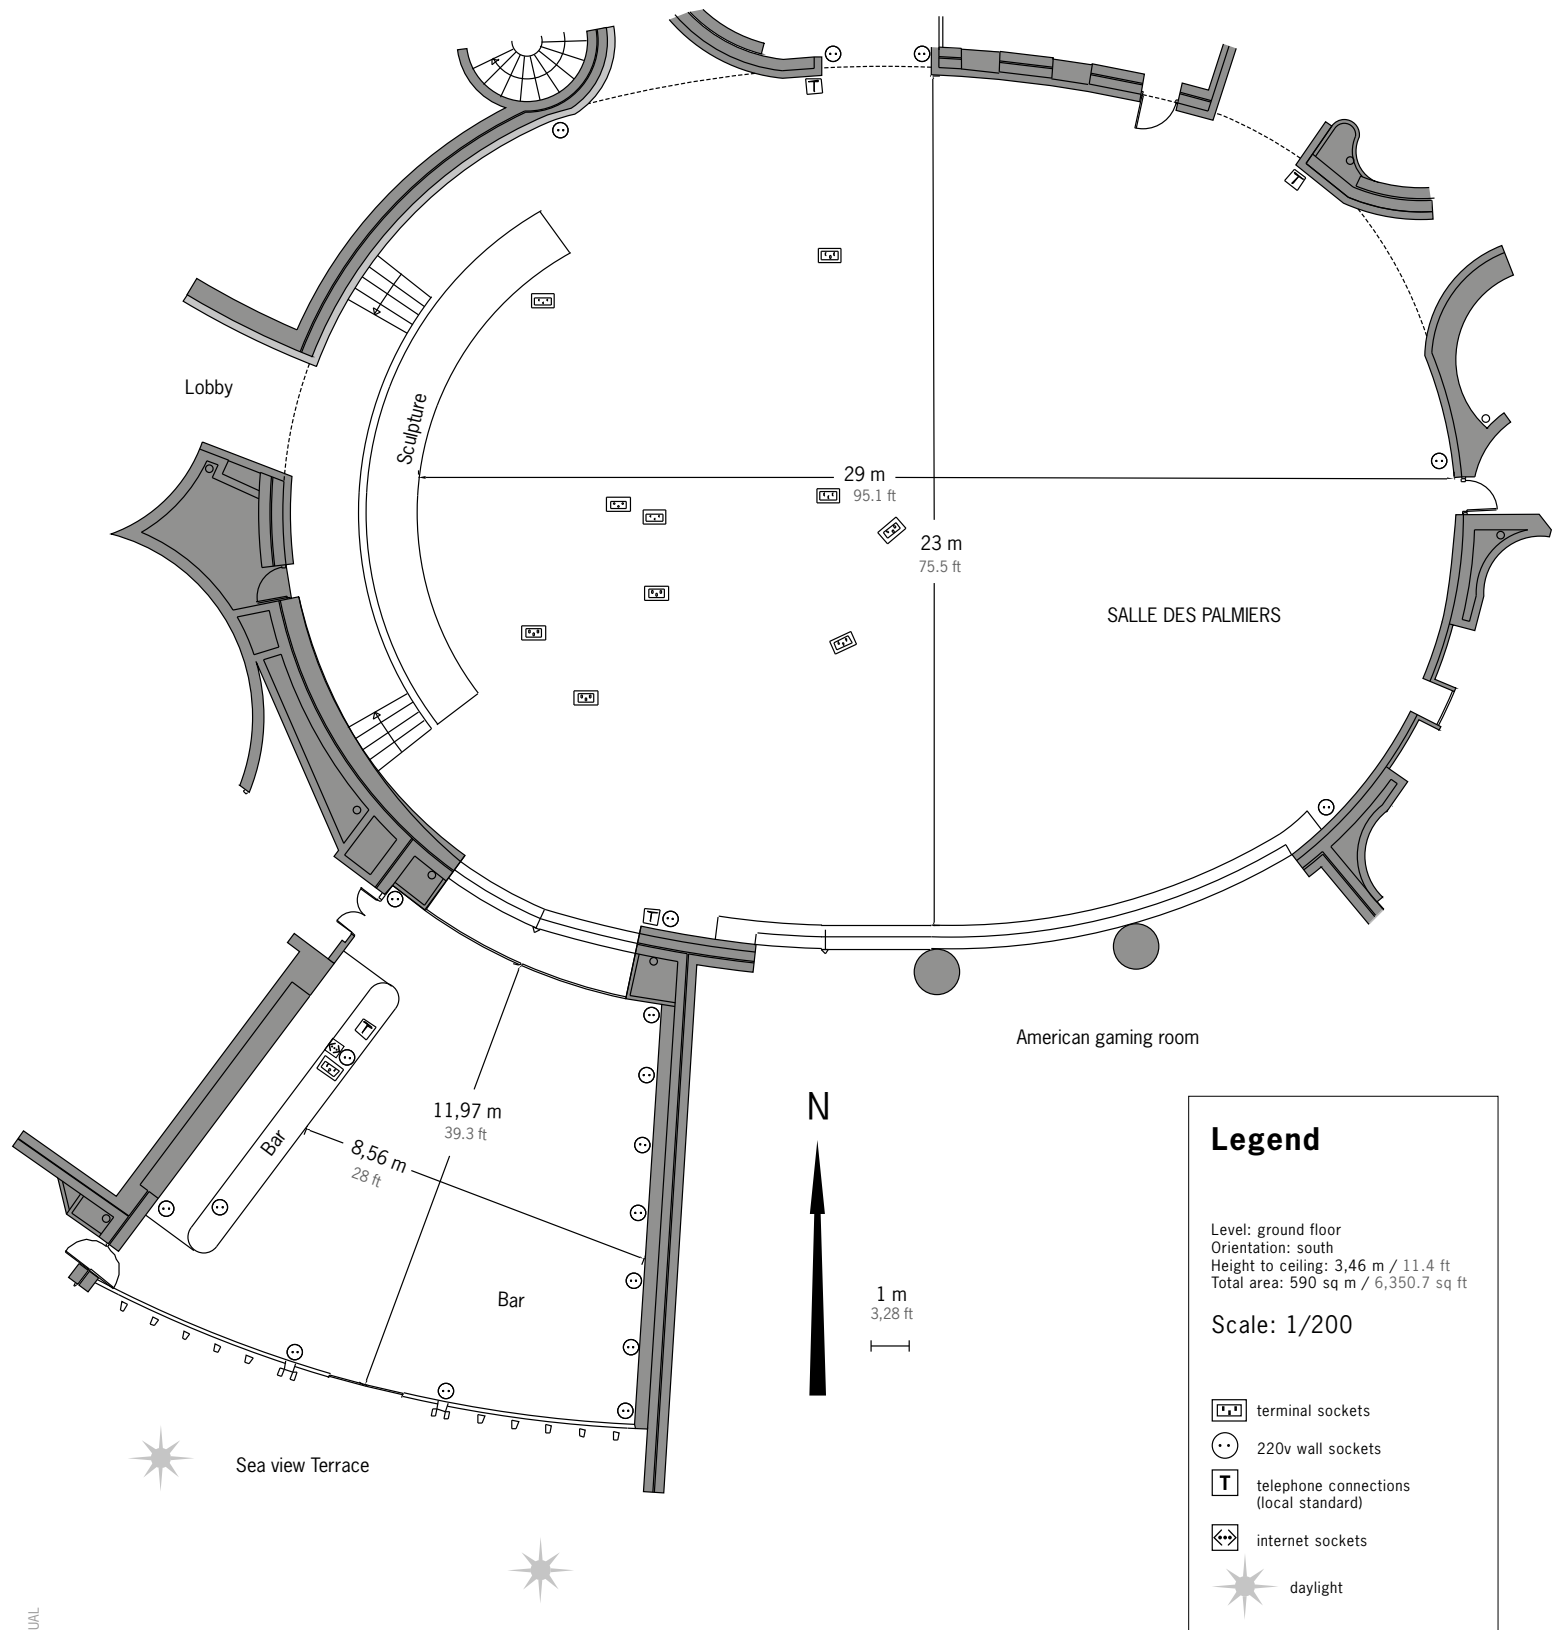 T
T
Lobby
Sculpture
29 m
95.1 ft
23 m
75.5 ft
SALLE DES PALMIERS
T
T
American gaming room
11,97 m
39.3 ft
8,56 m
28 ft
Bar
Bar
N
1 m
3,28 ft
Sea view Terrace
Legend
Level: ground floor
Orientation: south
Height to ceiling: 3,46 m / 11.4 ft
Total area: 590 sq m / 6,350.7 sq ft
Scale: 1/200
terminal sockets
220v wall sockets
T
telephone connections
(local standard)
internet sockets
daylight
UAL